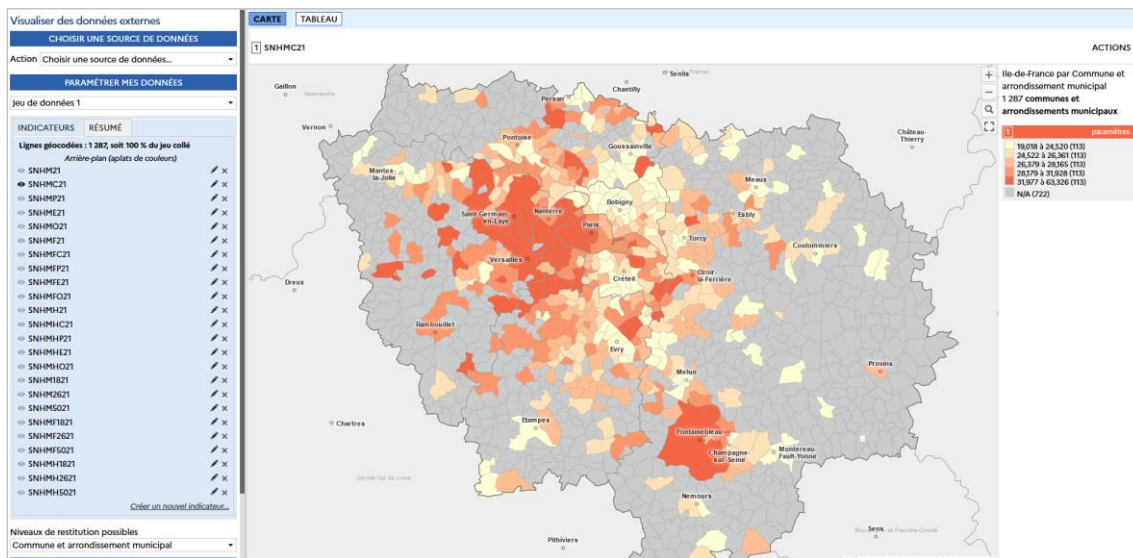 Visualiser des données externes
CHOISIR UNE SOURCE DE DONNÉES
Action Choisir une source de données...
PARAMÉTRER MES DONNÉES
Jeu de données 1
INDICATEURS RÉSUMÉ
Lignes géocodées : 1 287, soit 100 % du jeu collé
Arrière-plan (aplats de couleurs)
SNHM21
SNHMC21
SNHMP21
SNHME21
SNHMO21
SNHMF21
SNHMFC21
SNHMFP21
SNHMFE21
SNHMFO21
SNHMH21
SNHMHC21
SNHMHP21
SNHMHE21
SNHMHO21
SNHM1821
SNHM2621
SNHM5021
SNHMF1821
SNHMF2621
SNHMF5021
SNHMH1821
SNHMH2621
SNHMH5021
Créer un nouvel indicateur...
Niveaux de restitution possibles
Commune et arrondissement municipal
CARTE TABLEAU
1 SNHMC21 ACTIONS
Senlis
Gaillon
Normandie
Chantilly
Persan
Vernon
Château-
Thierry
Pontoise
Goussainville
Mantes-
la-Jolie
Meaux
Bobigny
Saint-Germain-
en-Laye
Nanterre
Paris
Esbly
Torcy
Coulommiers
Versailles
Créteil
Ozoir-
la-Ferrière
Dreux
Rambouillet
Evry
Provins
Melun
Etampes
Chartres
Fontainebleau
Champagne-
sur-Seine
Montereau-
Fault-Yonne
Centre-Val de Loire
Nemours
Sens
Pithiviers
Ile-de-France par Commune et
arrondissement municipal
1 287 communes et
arrondissements municipaux
1 paramètres
19,018 à 24,520 (113)
24,522 à 26,361 (113)
26,379 à 28,165 (113)
28,179 à 31,928 (113)
31,977 à 63,326 (113)
N/A (722)